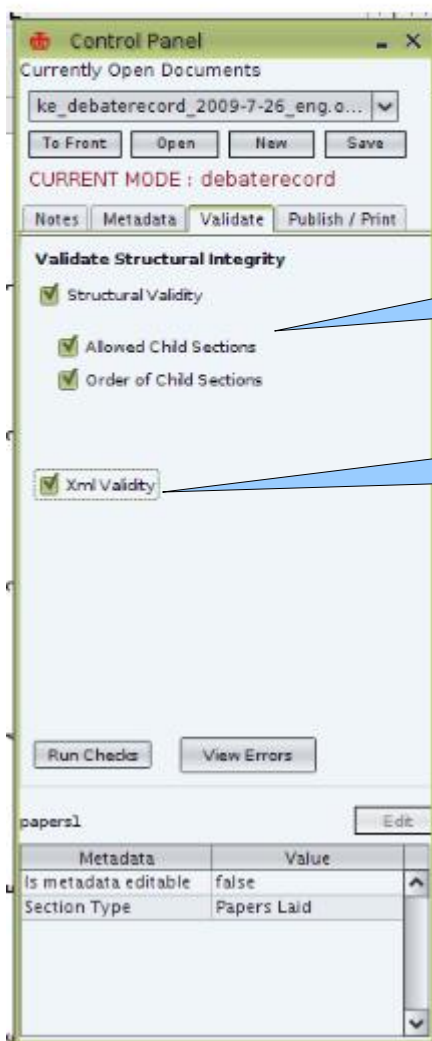 Control Panel
Currently Open Documents
ke_debaterecord_2009-7-26_eng.o...
To Front Open New Save
CURRENT MODE : debaterecord
Notes Metadata Validate Publish / Print
Validate Structural Integrity
Structural Validity
Allowed Child Sections
Order of Child Sections
Xml Validity
Run Checks View Errors
papers1 Edit
Metadata Value
Is metadata editable false
Section Type Papers Laid